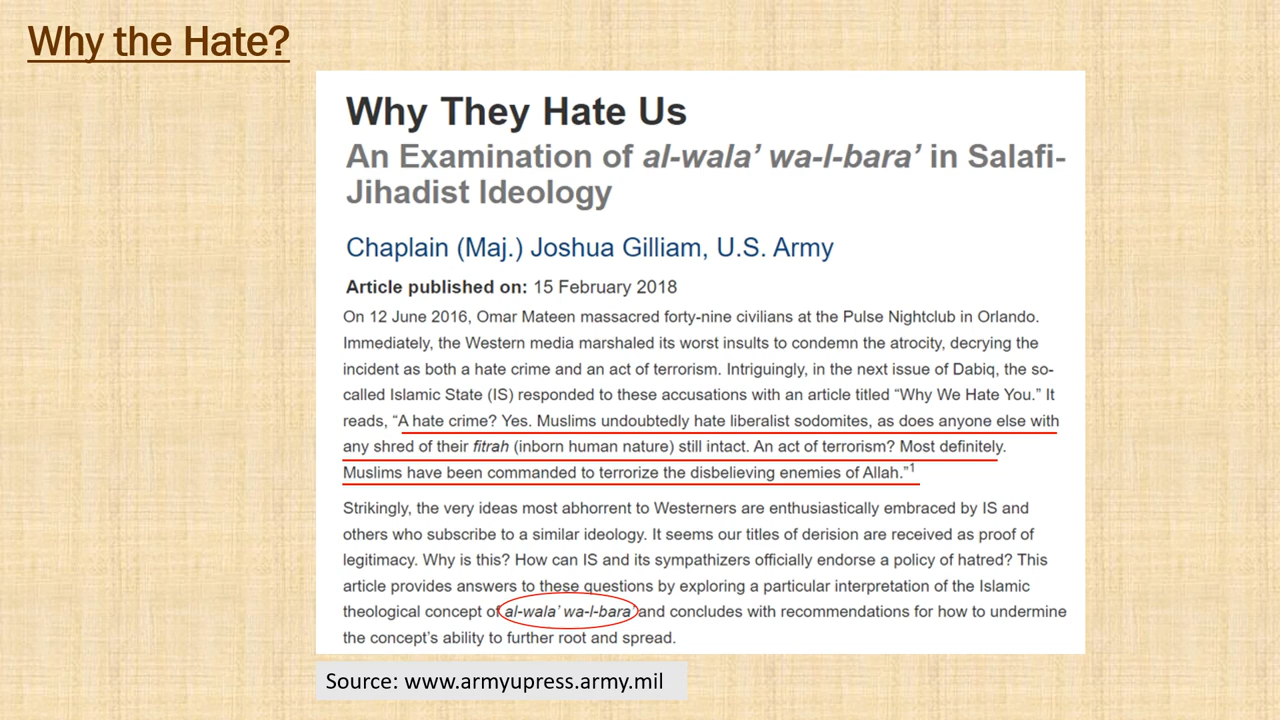 Why the Hate?
Why They Hate Us
An Examination of al-wala’ wa-l-bara’ in Salafi-
Jihadist Ideology
Chaplain (Maj.) Joshua Gilliam, U.S. Army
Article published on: 15 February 2018
On 12 June 2016, Omar Mateen massacred forty-nine civilians at the Pulse Nightclub in Orlando.
Immediately, the Western media marshaled its worst insults to condemn the atrocity, decrying the
incident as both a hate crime and an act of terrorism. Intriguingly, in the next issue of Dabiq, the so-
called Islamic State (IS) responded to these accusations with an article titled “Why We Hate You.” It
reads, “A hate crime? Yes. Muslims undoubtedly hate liberalist sodomites, as does anyone else with
any shred of their fitrah (inborn human nature) still intact. An act of terrorism? Most definitely.
Muslims have been commanded to terrorize the disbelieving enemies of Allah.”1
Strikingly, the very ideas most abhorrent to Westerners are enthusiastically embraced by IS and
others who subscribe to a similar ideology. It seems our titles of derision are received as proof of
legitimacy. Why is this? How can IS and its sympathizers officially endorse a policy of hatred? This
article provides answers to these questions by exploring a particular interpretation of the Islamic
theological concept of al-wala’ wa-l-bara’ and concludes with recommendations for how to undermine
the concept’s ability to further root and spread.
Source: www.armyupress.army.mil